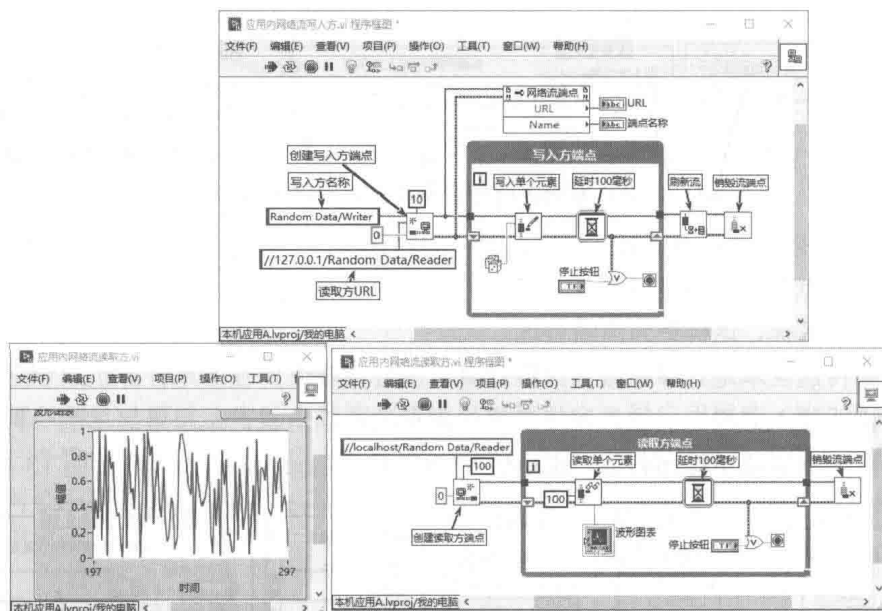 应用内网络流写入方.vi 程序框图 *
文件(F) 编辑(E) 查看(V) 项目(P) 操作(O) 工具(T) 窗口(W) 帮助(H)
网络流端点
URL
URL
Name
端点名称
创建写入方端点
写入方名称
10
Random Data/Writer
0
//127.0.0.1/Random Data/Reader
读取方URL
写入方端点
i
写入单个元素
延时100毫秒
停止按钮
TF
刷新流
销毁流端点
本机应用A.lvproj/我的电脑
应用内网络流读取方.vi
文件(F) 编辑(E) 查看(V) 项目(P) 操作(O) 工具(T)
波形图表
幅值
1
0.8
0.6
0.4
0.2
0
197
297
时间
本机应用A.lvproj/我的电脑
应用内网络流读取方.vi 程序框图 *
文件(F) 编辑(E) 查看(V) 项目(P) 操作(O) 工具(T) 窗口(W) 帮助(H)
//localhost/Random Data/Reader
100
0
创建读取方端点
读取方端点
i
读取单个元素
延时100毫秒
100
波形图表
停止按钮
TF
销毁流端点
本机应用A.lvproj/我的电脑